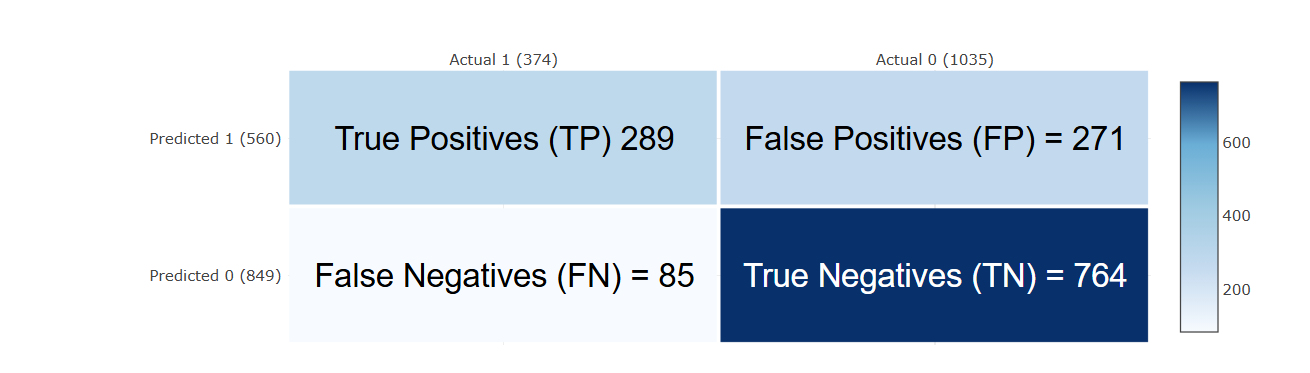 Actual 1 (374)
Actual 0 (1035)
Predicted 1 (560)
True Positives (TP) 289
False Positives (FP) = 271
600
400
Predicted 0 (849)
False Negatives (FN) = 85
True Negatives (TN) = 764
200